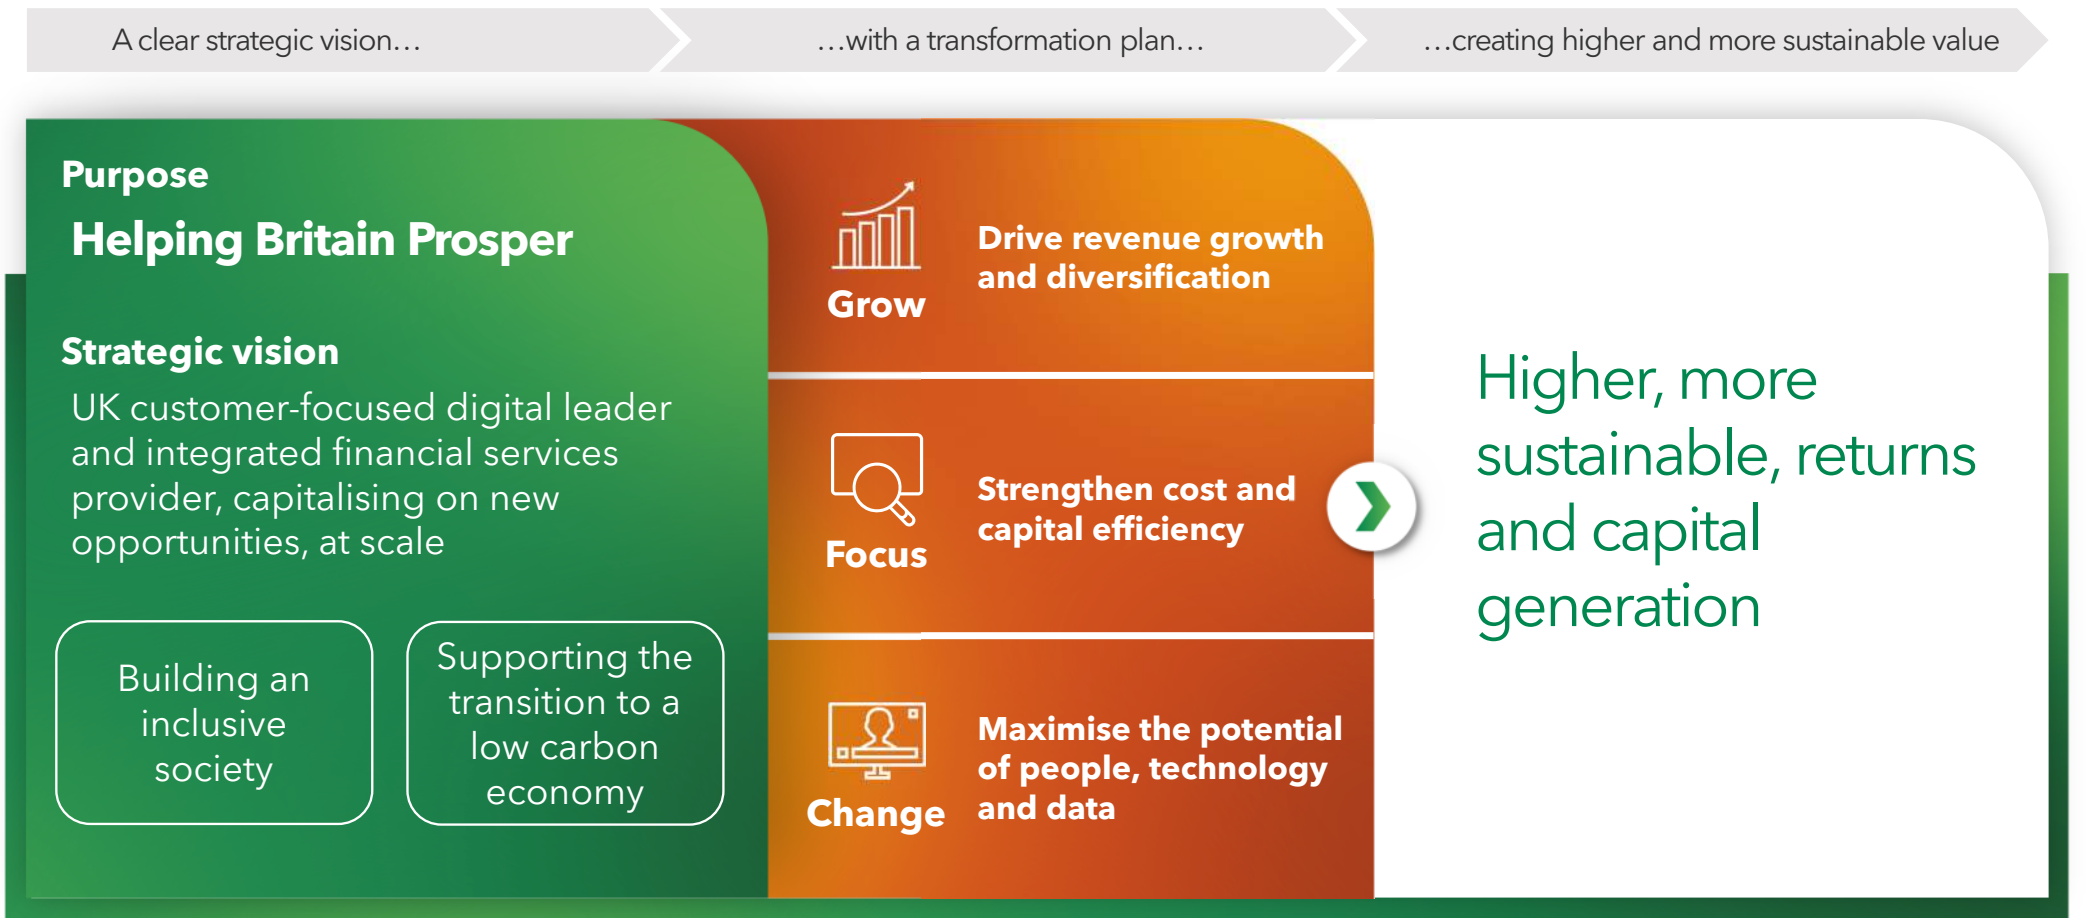 A clear strategic vision…
…with a transformation plan…
…creating higher and more sustainable value
Purpose
Helping Britain Prosper
Strategic vision
UK customer-focused digital leader
and integrated financial services
provider, capitalising on new
opportunities, at scale
Building an
inclusive
society
Supporting the
transition to a
low carbon
economy
Grow
Drive revenue growth
and diversification
Focus
Strengthen cost and
capital efficiency
Change
Maximise the potential
of people, technology
and data
Higher, more
sustainable, returns
and capital
generation